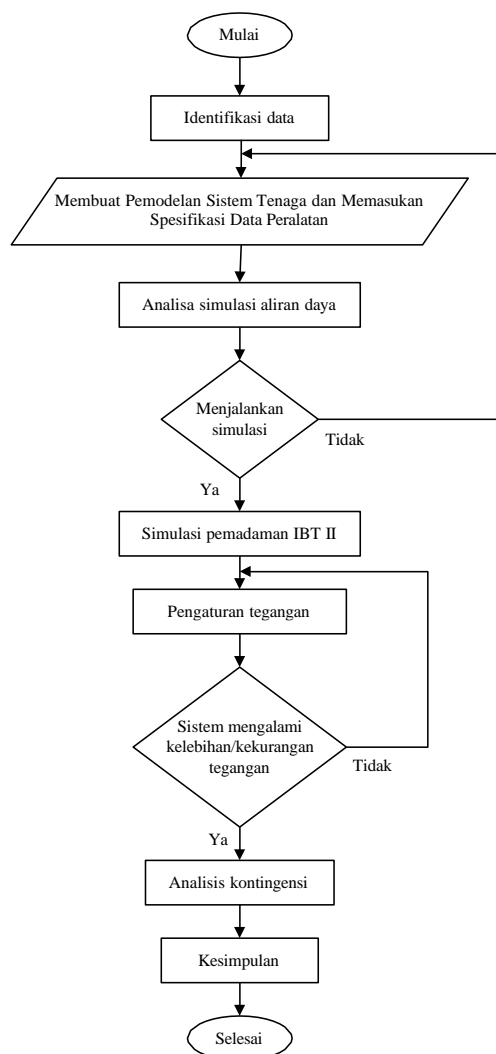 Mulai
Identifikasi data
Membuat Pemodelan Sistem Tenaga dan Memasukan
Spesifikasi Data Peralatan
Analisa simulasi aliran daya
Menjalankan
simulasi
Tidak
Ya
Simulasi pemadaman IBT II
Pengaturan tegangan
Sistem mengalami
kelebihan/kekurangan
tegangan
Tidak
Ya
Analisis kontingensi
Kesimpulan
Selesai